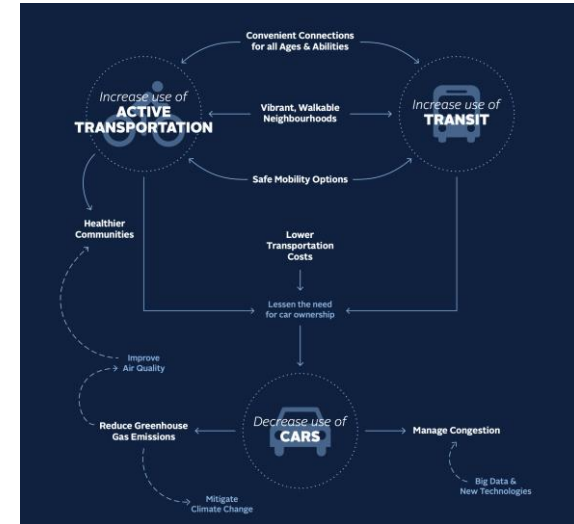 Convenient Connections
for all Ages & Abilities
Increase use of
ACTIVE
TRANSPORTATION
Vibrant, Walkable
Neighbourhoods
Increase use of
TRANSIT
Safe Mobility Options
Healthier
Communities
Lower
Transportation
Costs
Lessen the need
for car ownership
Improve
Air Quality
Reduce Greenhouse
Gas Emissions
Decrease use of
CARS
Manage Congestion
Mitigate
Climate Change
Big Data &
New Technologies